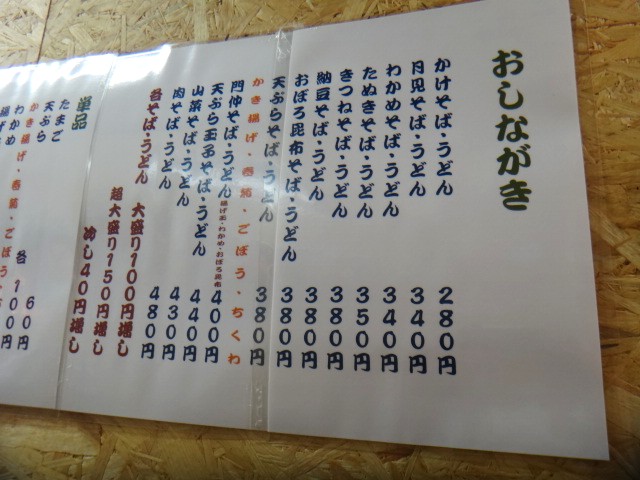 おしながき
かけそば・うどん 280円
月見そば・うどん 340円
わかめそば・うどん 340円
たぬきそば・うどん 350円
きつねそば・うどん 380円
納豆そば・うどん 380円
おぼろ昆布そば・うどん 380円
天ぷらそば・うどん 380円
かき揚げ・春菊・ごぼう・ちくわ
門仲そば・うどん 揚げ玉・わかめ・おぼろ昆布 400円
天ぷら玉子そば・うどん 440円
山菜そば・うどん 430円
肉そば・うどん 480円
各そば・うどん 大盛り100円増し
超大盛り150円増し
冷し40円増し
単品
たまご 60円
天ぷら 各100円
かき揚げ・春菊・ごぼう・
わかめ